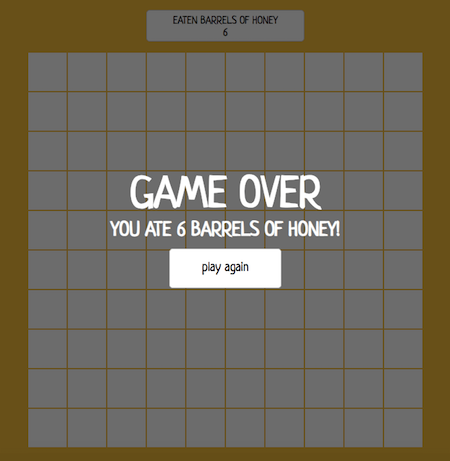 EATEN BARRELS OF HONEY
6
GAME OVER
YOU ATE 6 BARRELS OF HONEY!
play again